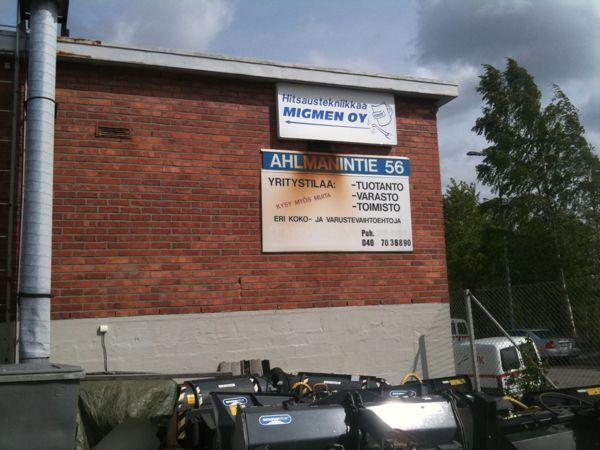 Hitsaustekniikkaa
MIGMEN OY
AHLMANINTIE 56
YRITYSTILAA: -TUOTANTO
KYSY MYÖS MUITA -VARASTO
-TOIMISTO
ERI KOKO- JA VARUSTEVAIHTOEHTOJA
Puh.
040 70 36890